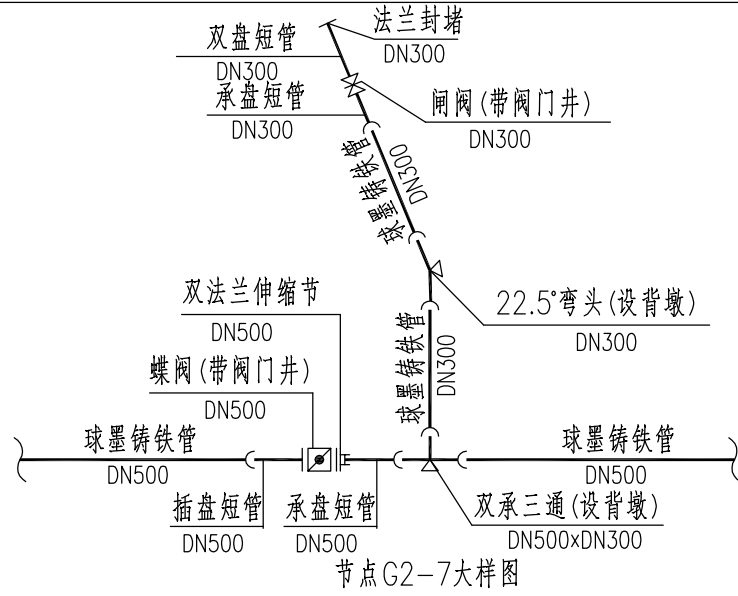 双盘短管
DN300
法兰封堵
DN300
承盘短管
DN300
闸阀(带阀门井)
DN300
球墨铸铁管
DN300
双法兰伸缩节
DN500
22.5°弯头(设背墩)
DN300
蝶阀(带阀门井)
DN500
球墨铸铁管
DN300
球墨铸铁管
DN500
球墨铸铁管
DN500
插盘短管
DN500
承盘短管
DN500
双承三通(设背墩)
DN500xDN300
节点G2-7大样图